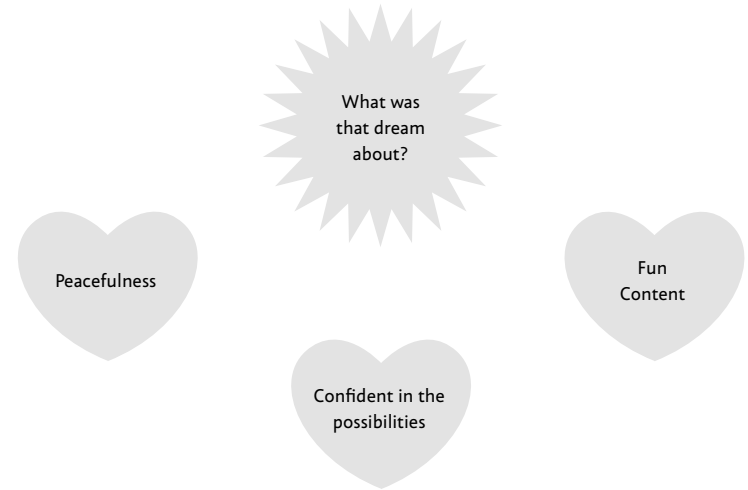 What was
that dream
about?
Peacefulness
Fun
Content
Confident in the
possibilities